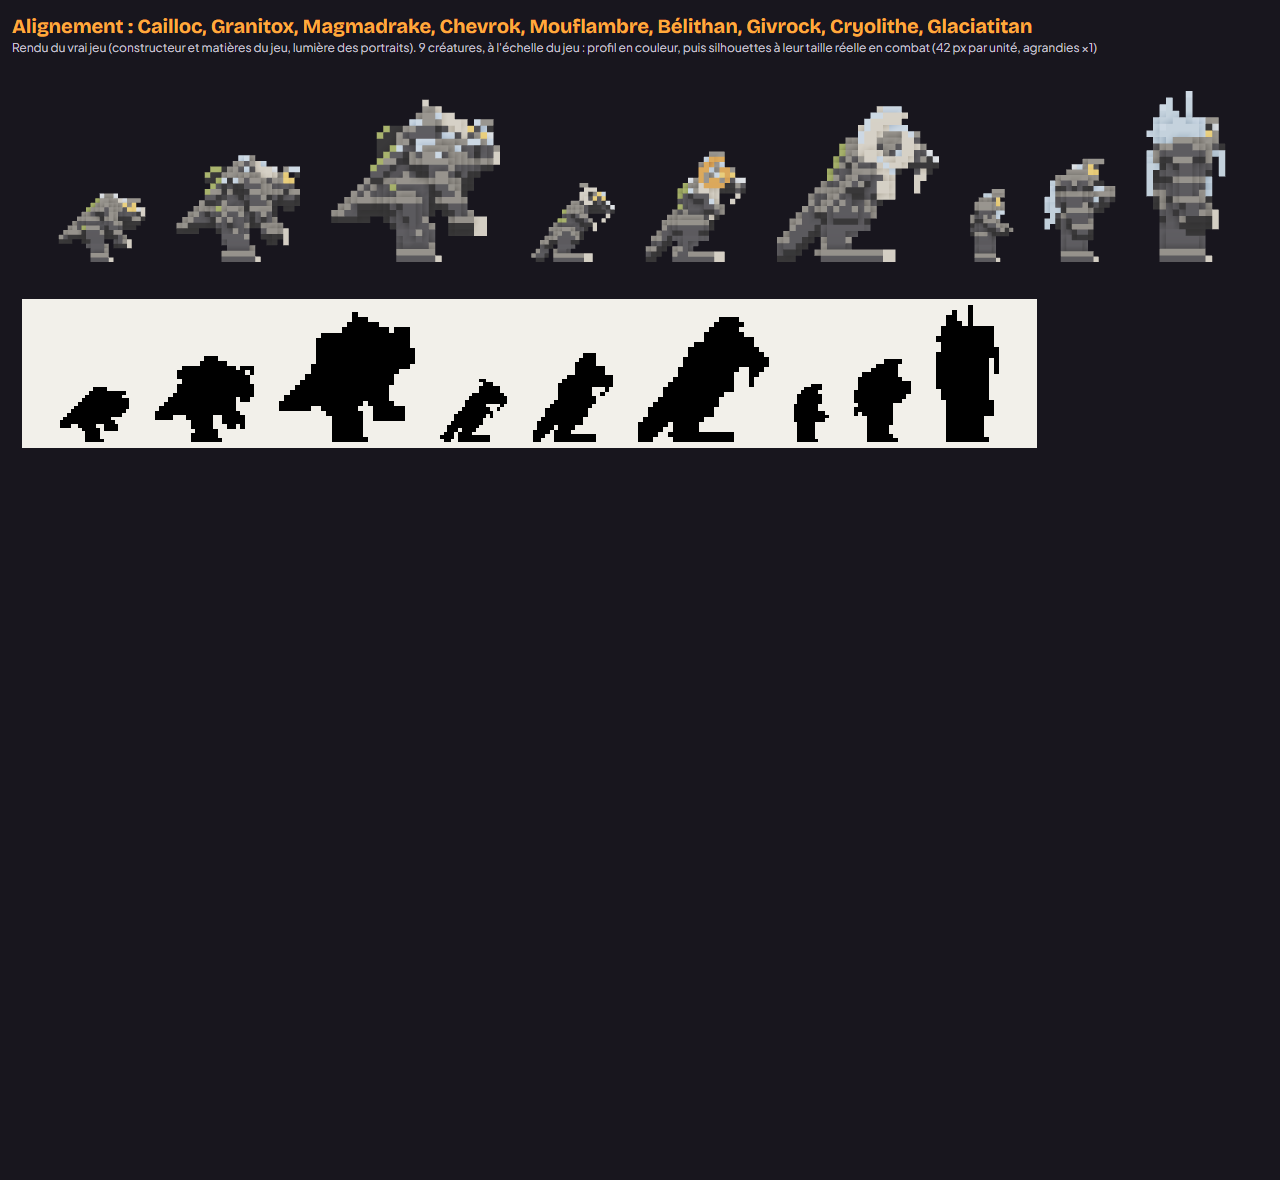 Alignement : Cailloc, Granitox, Magmadrake, Chevrok, Mouflambre, Bélithan, Givrock, Cryolithe, Glaciatitan
Rendu du vrai jeu (constructeur et matières du jeu, lumière des portraits). 9 créatures, à l'échelle du jeu : profil en couleur, puis silhouettes à leur taille réelle en combat (42 px par unité, agrandies ×1)